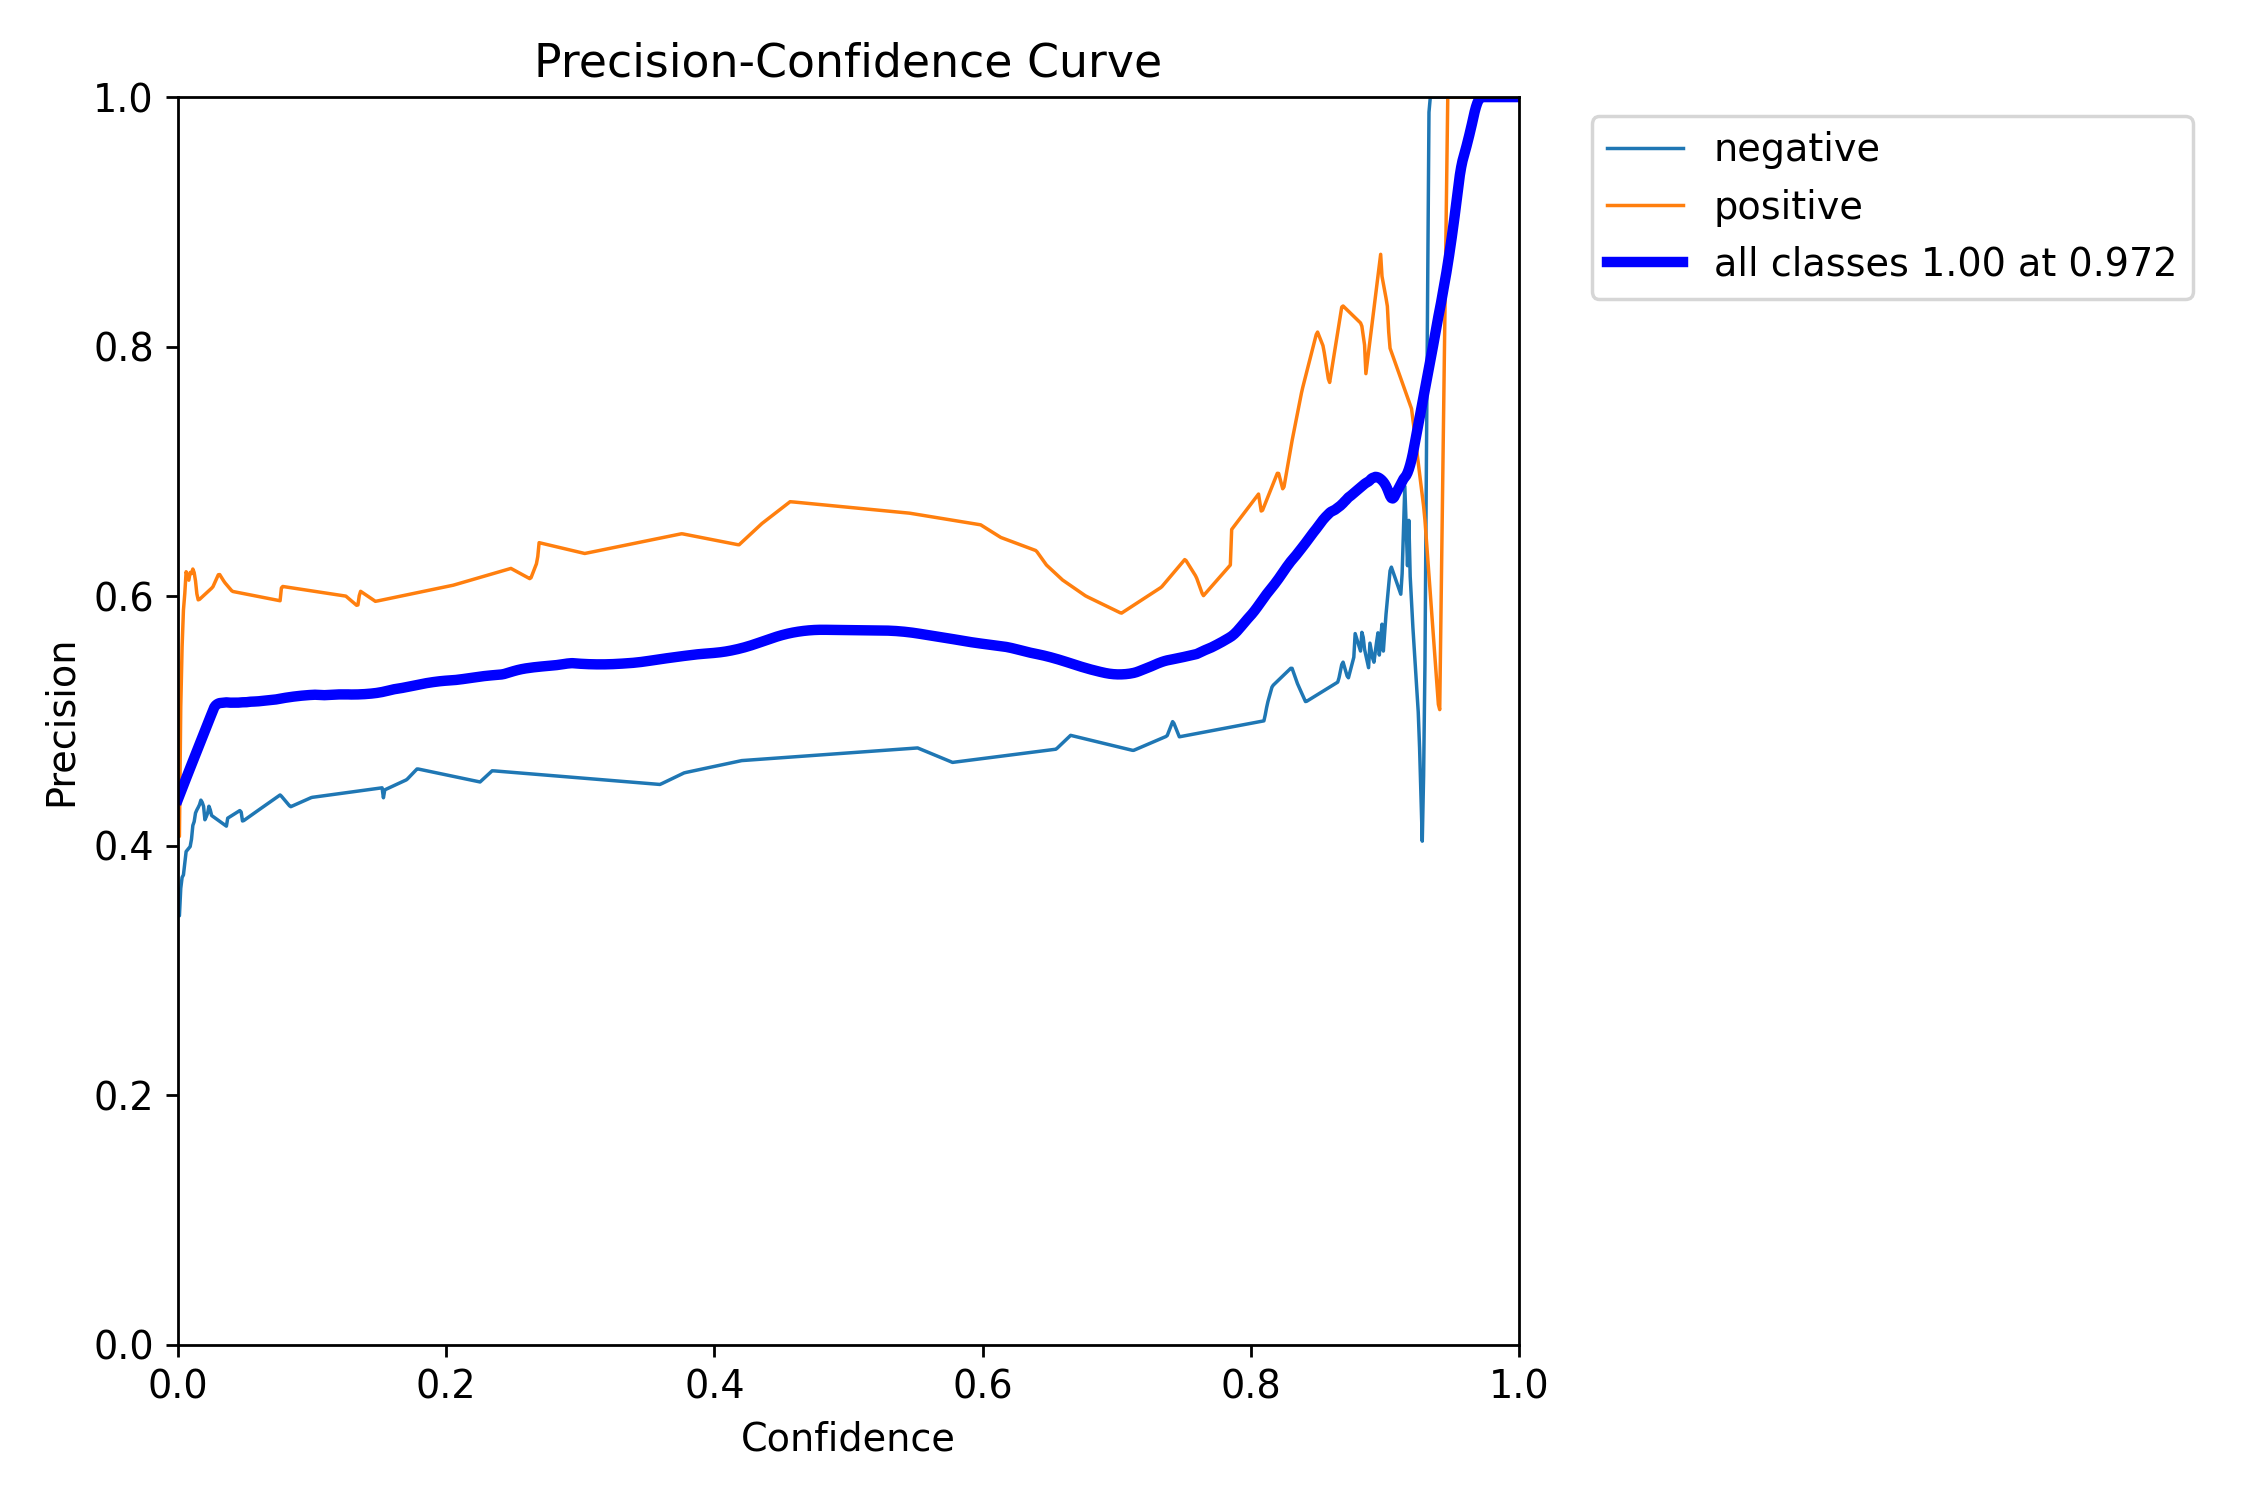 Precision-Confidence Curve
1.0
0.8
0.6
0.4
0.2
0.0
Precision
0.0 0.2 0.4 0.6 0.8 1.0
Confidence
negative
positive
all classes 1.00 at 0.972